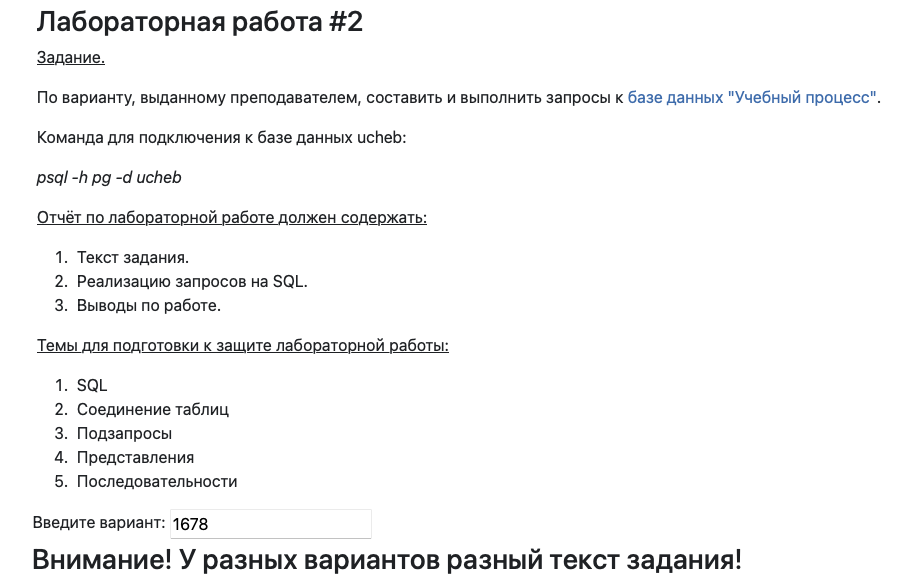 Лабораторная работа #2
Задание.
По варианту, выданному преподавателем, составить и выполнить запросы к базе данных "Учебный процесс".
Команда для подключения к базе данных ucheb:
psql -h pg -d ucheb
Отчёт по лабораторной работе должен содержать:
1. Текст задания.
2. Реализацию запросов на SQL.
3. Выводы по работе.
Темы для подготовки к защите лабораторной работы:
1. SQL
2. Соединение таблиц
3. Подзапросы
4. Представления
5. Последовательности
Введите вариант: 1678
Внимание! У разных вариантов разный текст задания!